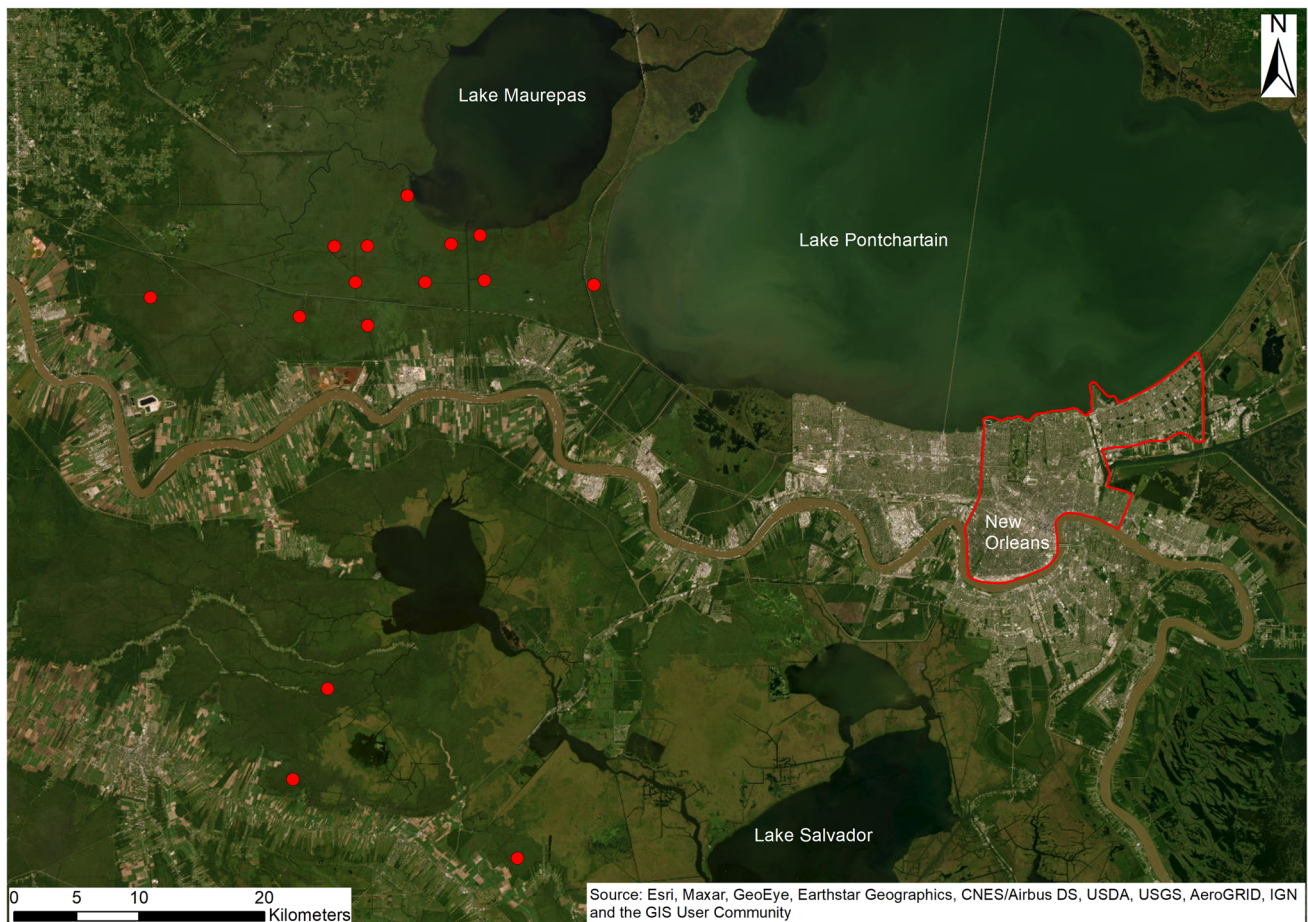 N
Lake Maurepas
Lake Pontchartain
New
Orleans
Lake Salvador
0 5 10 20
Kilometers
Source: Esri, Maxar, GeoEye, Earthstar Geographics, CNES/Airbus DS, USDA, USGS, AeroGRID, IGN
and the GIS User Community